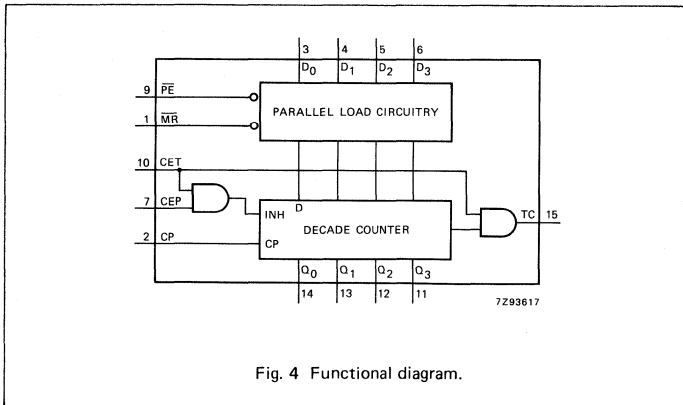 3 4 5 6
D0 D1 D2 D3
9 PE
PARALLEL LOAD CIRCUITRY
1 MR
10 CET
7 CEP
INH D
TC 15
DECADE COUNTER
2 CP
CP
Q0 Q1 Q2 Q3
14 13 12 11
7Z93617
Fig. 4 Functional diagram.